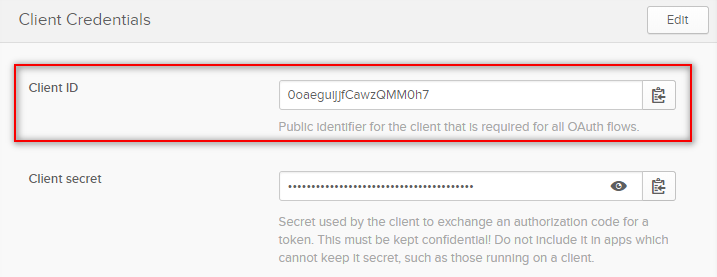 Client Credentials
Edit
Client ID
0oaeguijjfCawzQMM0h7
Public identifier for the client that is required for all OAuth flows.
Client secret
••••••••••••••••••••••••••••••••••••••••
Secret used by the client to exchange an authorization code for a
token. This must be kept confidential! Do not include it in apps which
cannot keep it secret, such as those running on a client.